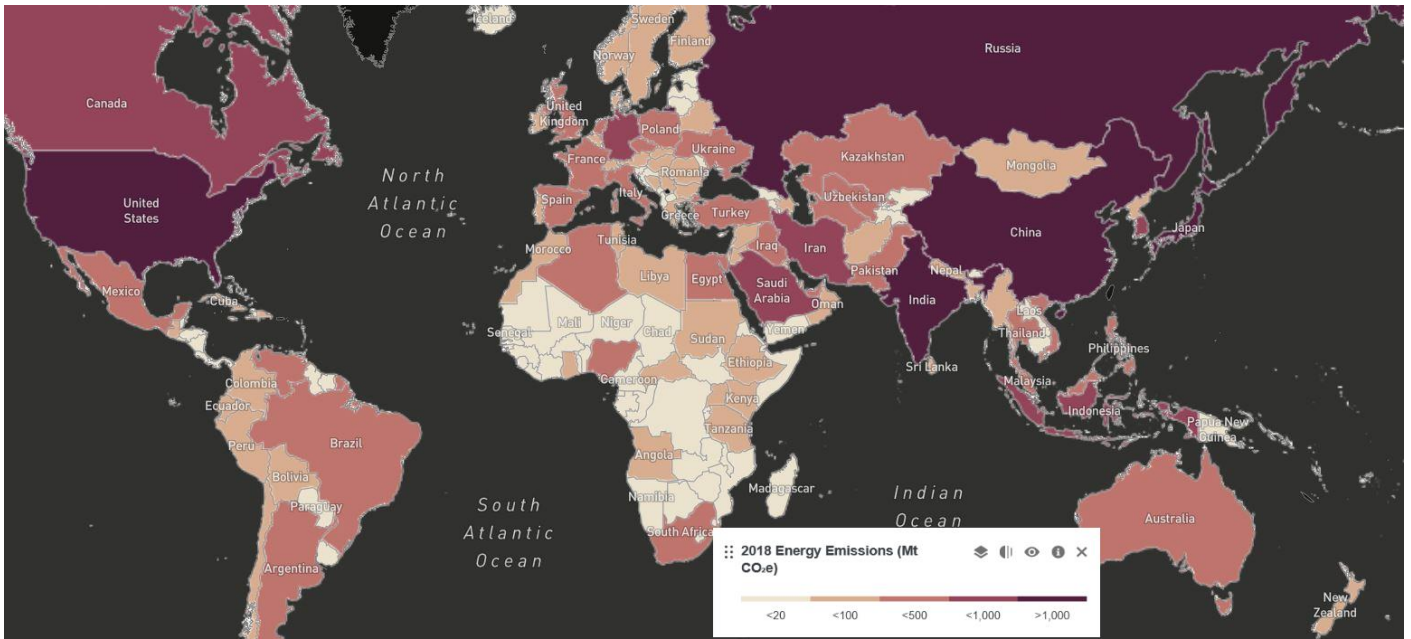 Iceland
Sweden
Finland
Norway
Russia
Canada
United
Kingdom
Poland
Ukraine
France
Kazakhstan
Mongolia
Romania
North
Atlantic
Ocean
Italy
Spain
Uzbekistan
United
States
Greece
Turkey
China
Japan
Tunisia
Morocco
Iraq
Iran
Libya
Egypt
Pakistan
Nepal
Mexico
Saudi
Arabia
India
Cuba
Oman
Laos
Senegal
Mali
Niger
Chad
Yemen
Thailand
Sudan
Philippines
Ethiopia
Sri Lanka
Colombia
Cameroon
Malaysia
Ecuador
Kenya
Indonesia
Papua New
Guinea
Tanzania
Peru
Brazil
Angola
Bolivia
Madagascar
Namibia
Indian
Ocean
Paraguay
South
Atlantic
Ocean
Australia
South Africa
Argentina
2018 Energy Emissions (Mt
CO₂e)
<20
<100
<500
<1,000
>1,000
New
Zealand